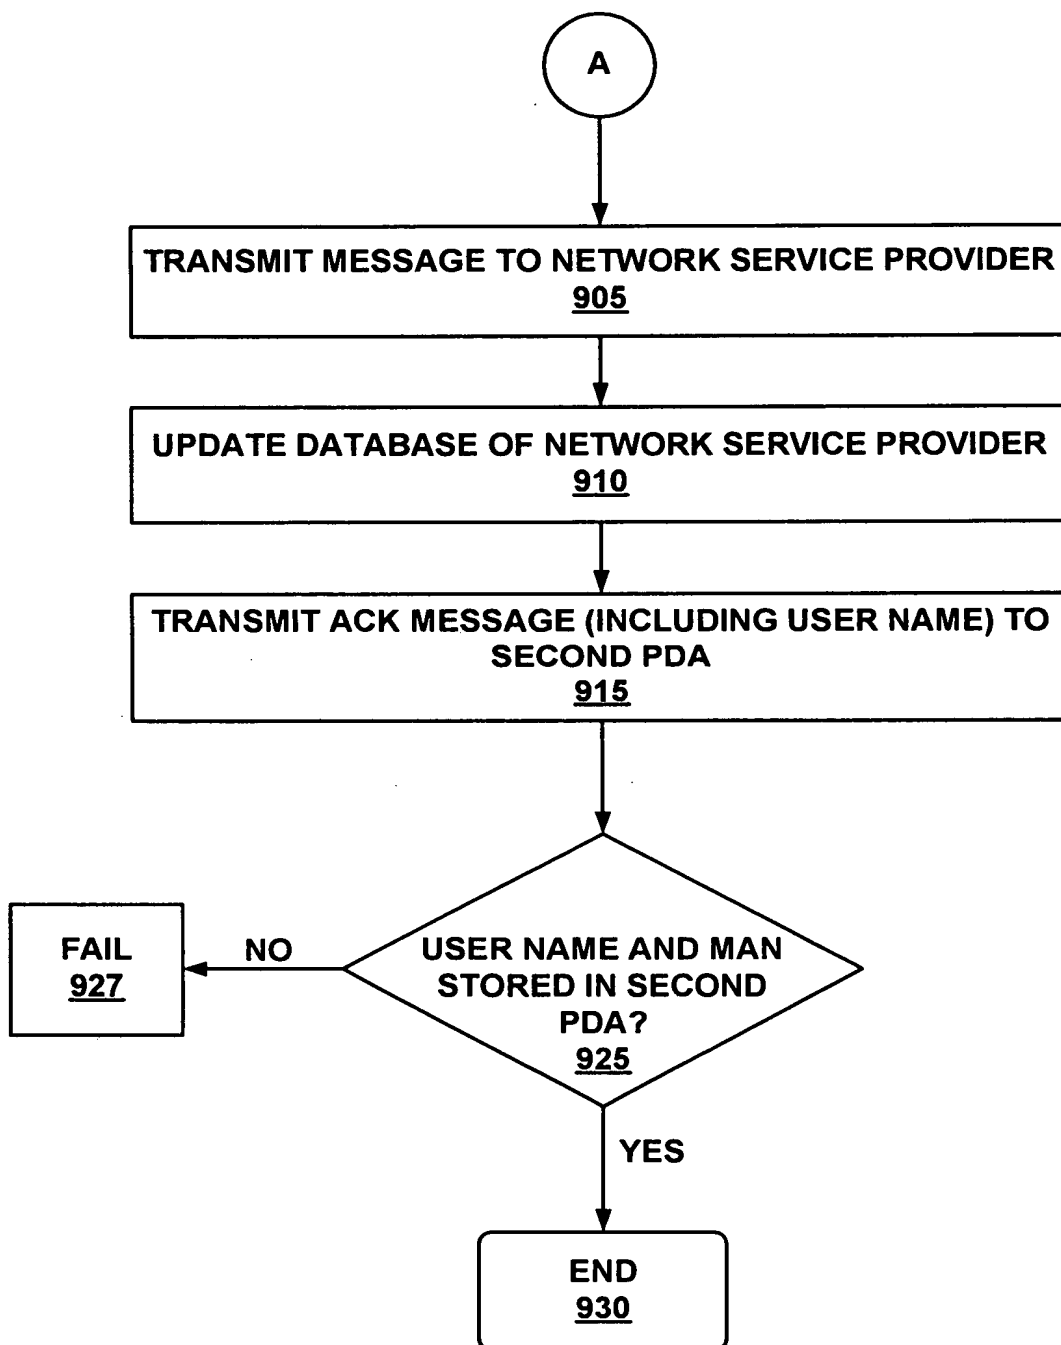 A
TRANSMIT MESSAGE TO NETWORK SERVICE PROVIDER
905
UPDATE DATABASE OF NETWORK SERVICE PROVIDER
910
TRANSMIT ACK MESSAGE (INCLUDING USER NAME) TO
SECOND PDA
915
USER NAME AND MAN
STORED IN SECOND
PDA?
925
NO
FAIL
927
YES
END
930